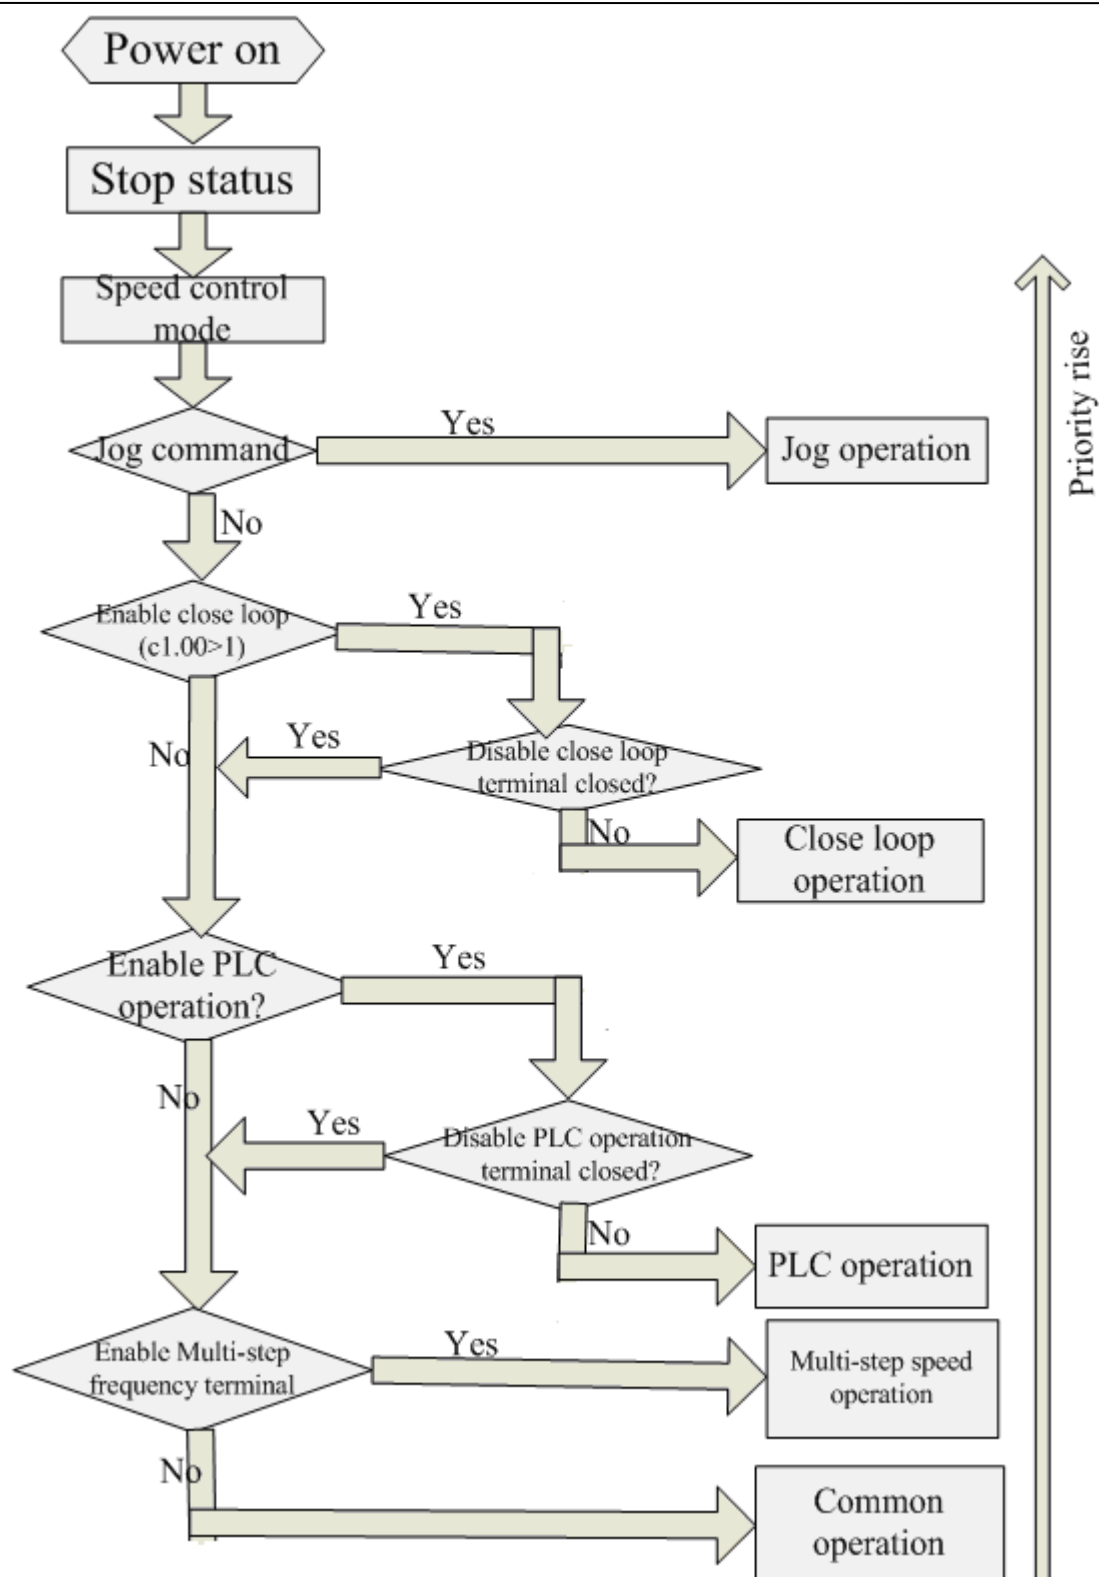 Power on
Stop status
Speed control
mode
Jog command
Yes
Jog operation
Priority rise
No
Enable close loop
(c1.00>1)
Yes
No
Yes
Disable close loop
terminal closed?
No
Close loop
operation
Enable PLC
operation?
Yes
No
Yes
Disable PLC operation
terminal closed?
No
PLC operation
Enable Multi-step
frequency terminal
Yes
Multi-step speed
operation
No
Common
operation